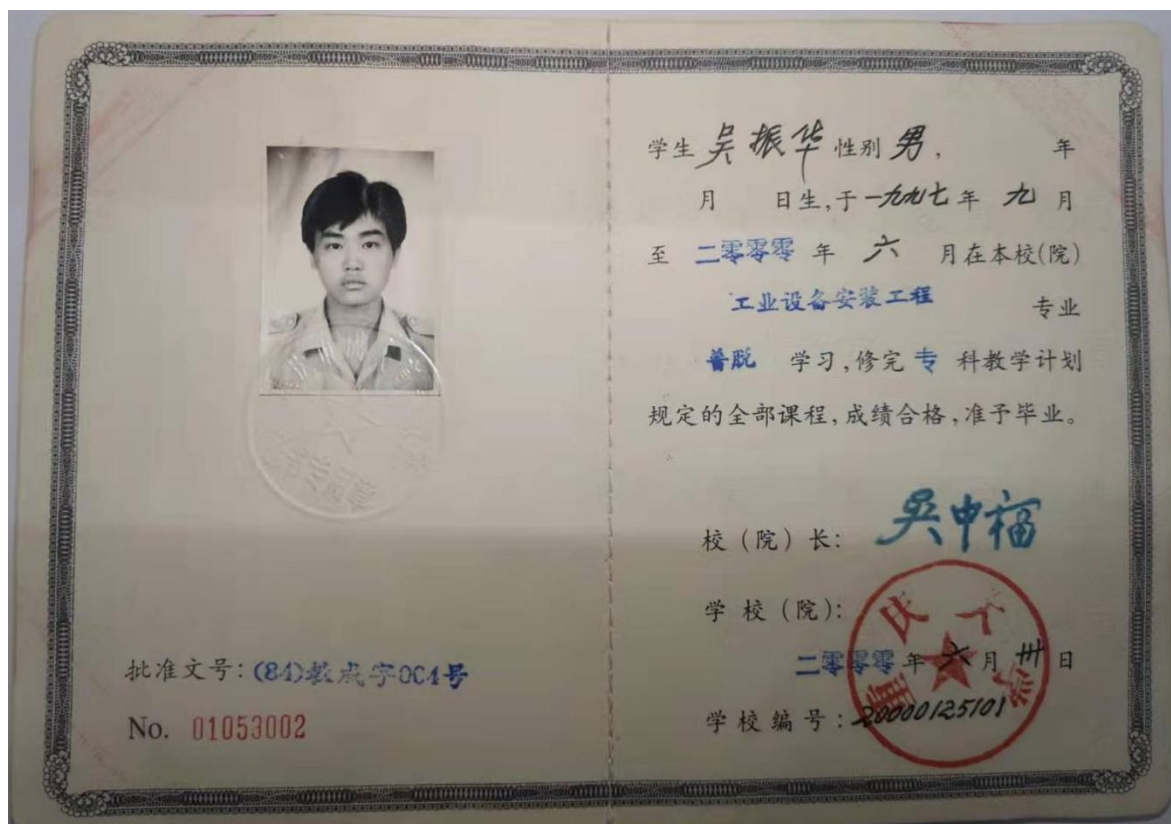 批准文号：(84)教成字004号
No. 01053002
学生 吴振华 性别 男，　　年
月　　日生，于一九九七年 九 月
至 二零零零 年 六 月在本校(院)
工业设备安装工程 专业
普脱 学习，修完 专 科教学计划
规定的全部课程，成绩合格，准予毕业。
校（院）长： 吴中福
学 校（院）：
重庆大学
二零零零 年 六 月 卅 日
学 校 编 号：20000125101